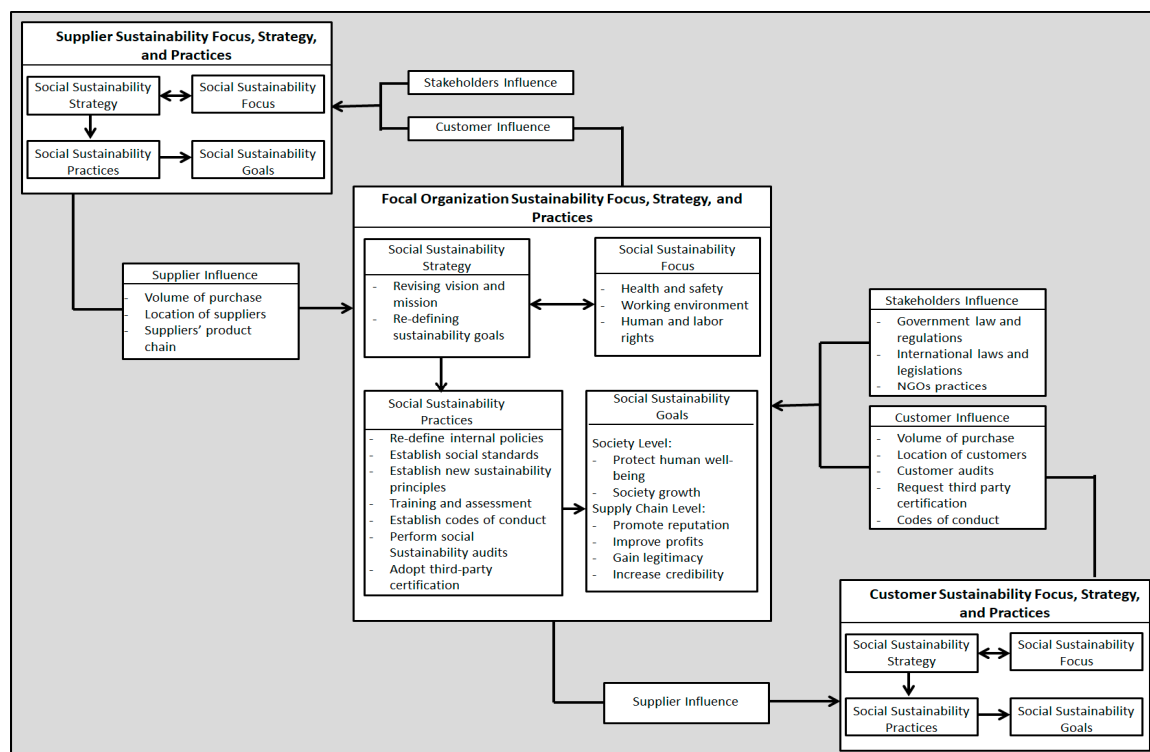 Supplier Sustainability Focus, Strategy,
and Practices
Social Sustainability
Strategy
Social Sustainability
Focus
Social Sustainability
Practices
Social Sustainability
Goals
Stakeholders Influence
Customer Influence
Focal Organization Sustainability Focus, Strategy, and
Practices
Social Sustainability
Strategy
- Revising vision and
mission
- Re-defining
sustainability goals
Social Sustainability
Focus
- Health and safety
- Working environment
- Human and labor
rights
Supplier Influence
- Volume of purchase
- Location of suppliers
- Suppliers’ product
chain
Social Sustainability
Practices
- Re-define internal policies
- Establish social standards
- Establish new sustainability
principles
- Training and assessment
- Establish codes of conduct
- Perform social
Sustainability audits
- Adopt third-party
certification
Social Sustainability
Goals
Society Level:
- Protect human well-
being
- Society growth
Supply Chain Level:
- Promote reputation
- Improve profits
- Gain legitimacy
- Increase credibility
Stakeholders Influence
- Government law and
regulations
- International laws and
legislations
- NGOs practices
Customer Influence
- Volume of purchase
- Location of customers
- Customer audits
- Request third party
certification
- Codes of conduct
Supplier Influence
Customer Sustainability Focus, Strategy,
and Practices
Social Sustainability
Strategy
Social Sustainability
Focus
Social Sustainability
Practices
Social Sustainability
Goals